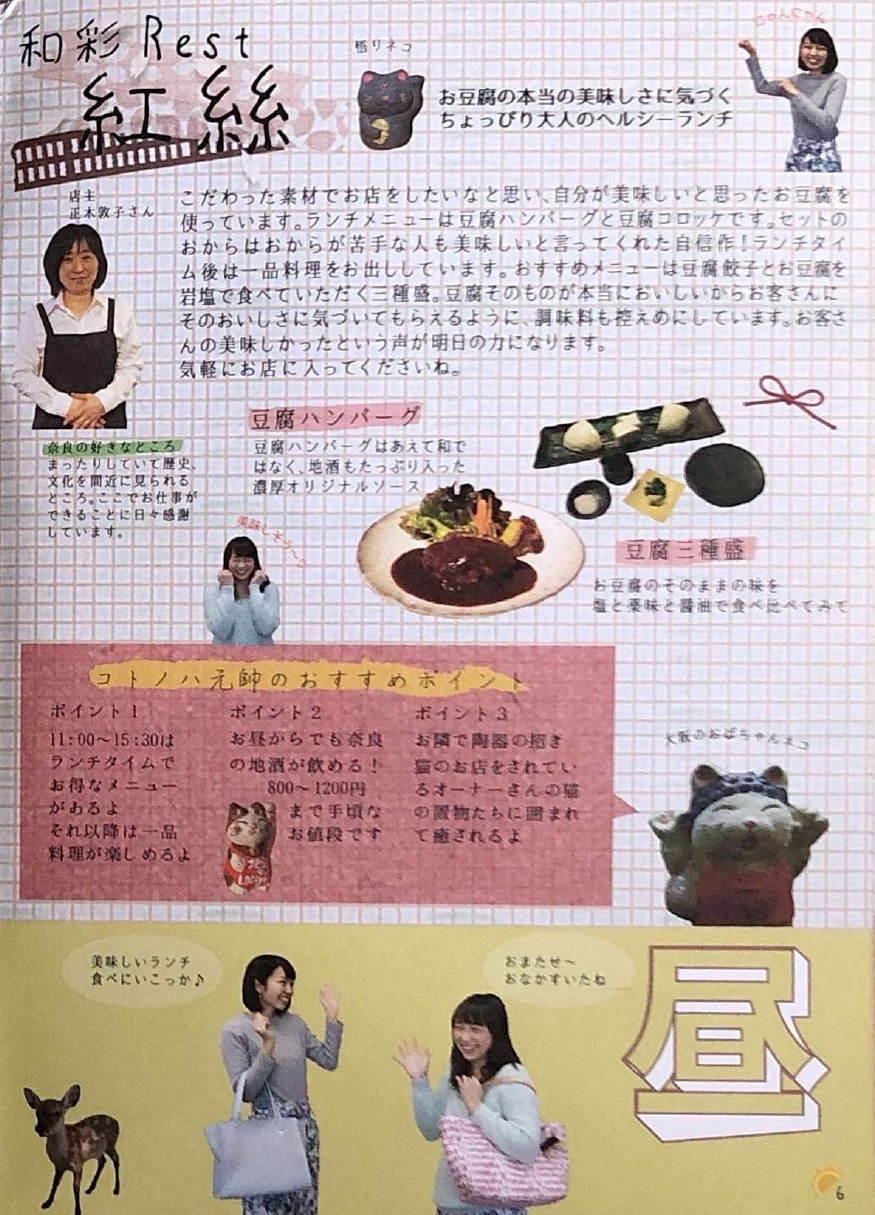 和彩Rest
紅絲
悟りネコ
にゃんにゃん
お豆腐の本当の美味しさに気づく
ちょっぴり大人のヘルシーランチ
店主
正木敦子さん
こだわった素材でお店をしたいなと思い、自分が美味しいと思ったお豆腐を
使っています。ランチメニューは豆腐ハンバーグと豆腐コロッケです。セットの
おからはおからが苦手な人も美味しいと言ってくれた自信作！ランチタイ
ム後は一品料理をお出ししています。おすすめメニューは豆腐餃子とお豆腐を
岩塩で食べていただく三種盛。豆腐そのものが本当においしいからお客さんに
そのおいしさに気づいてもらえるように、調味料も控えめにしています。お客さ
んの美味しかったという声が明日の力になります。
気軽にお店に入ってくださいね。
奈良の好きなところ
まったりしていて歴史、
文化を間近に見られる
ところ。ここでお仕事が
できることに日々感謝
しています。
豆腐ハンバーグ
豆腐ハンバーグはあえて和で
はなく、地酒もたっぷり入った
濃厚オリジナルソース
美味しそう〜♡
豆腐三種盛
お豆腐のそのままの味を
塩と薬味と醤油で食べ比べてみて
コトノハ元帥のおすすめポイント
ポイント1
11:00〜15:30は
ランチタイムで
お得なメニュー
があるよ
それ以降は一品
料理が楽しめるよ
ポイント2
お昼からでも奈良
の地酒が飲める！
800〜1200円
まで手頃な
お値段です
ポイント3
お隣で陶器の招き
猫のお店をされてい
るオーナーさんの猫
の置物たちに囲まれ
て癒されるよ
大阪のおばちゃんネコ
美味しいランチ
食べにいこっか♪
おまたせ〜
おなかすいたね
昼
6